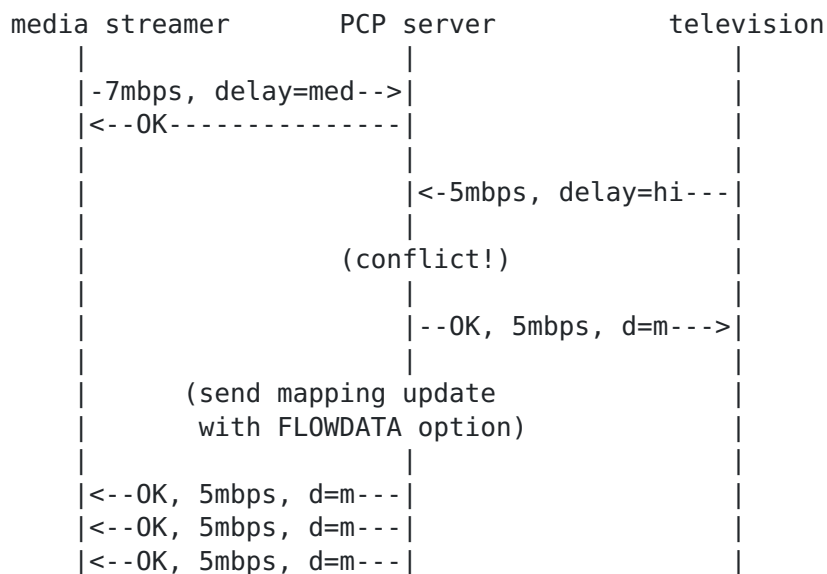 media streamer       PCP server           television
    |                   |                   |
    |-7mbps, delay=med-->|                   |
    |<--OK---------------|                   |
    |                   |                   |
    |                   |<-5mbps, delay=hi---|
    |                   |                   |
    |               (conflict!)             |
    |                   |                   |
    |                   |--OK, 5mbps, d=m--->|
    |                   |                   |
    |      (send mapping update             |
    |       with FLOWDATA option)           |
    |                   |                   |
    |<--OK, 5mbps, d=m---|                   |
    |<--OK, 5mbps, d=m---|                   |
    |<--OK, 5mbps, d=m---|                   |